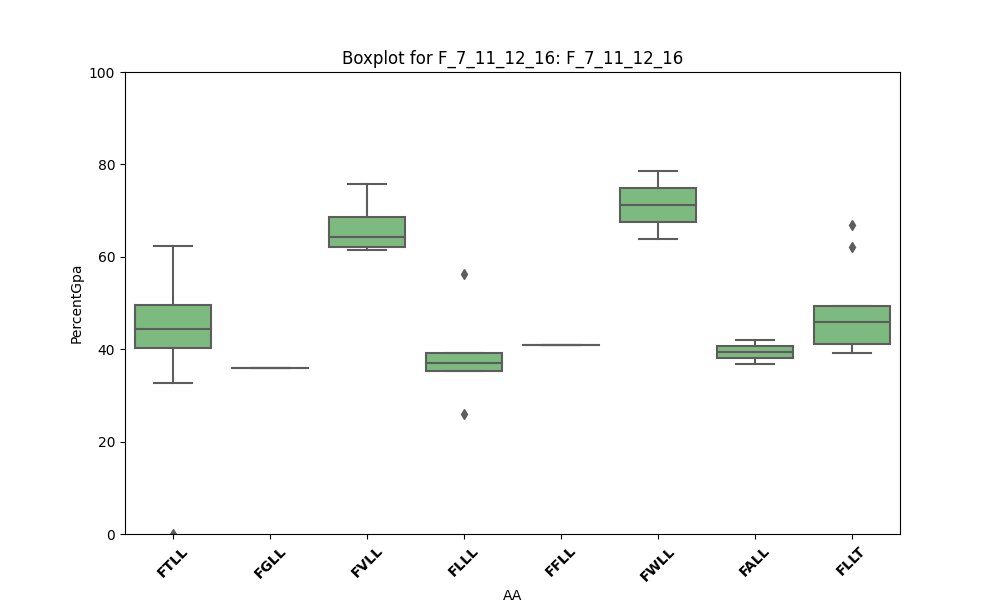 Boxplot for F_7_11_12_16: F_7_11_12_16
100
80
60
40
20
0
PercentGpa
FTLL
FGLL
FVLL
FLLL
FFLL
FWLL
FALL
FLLT
AA